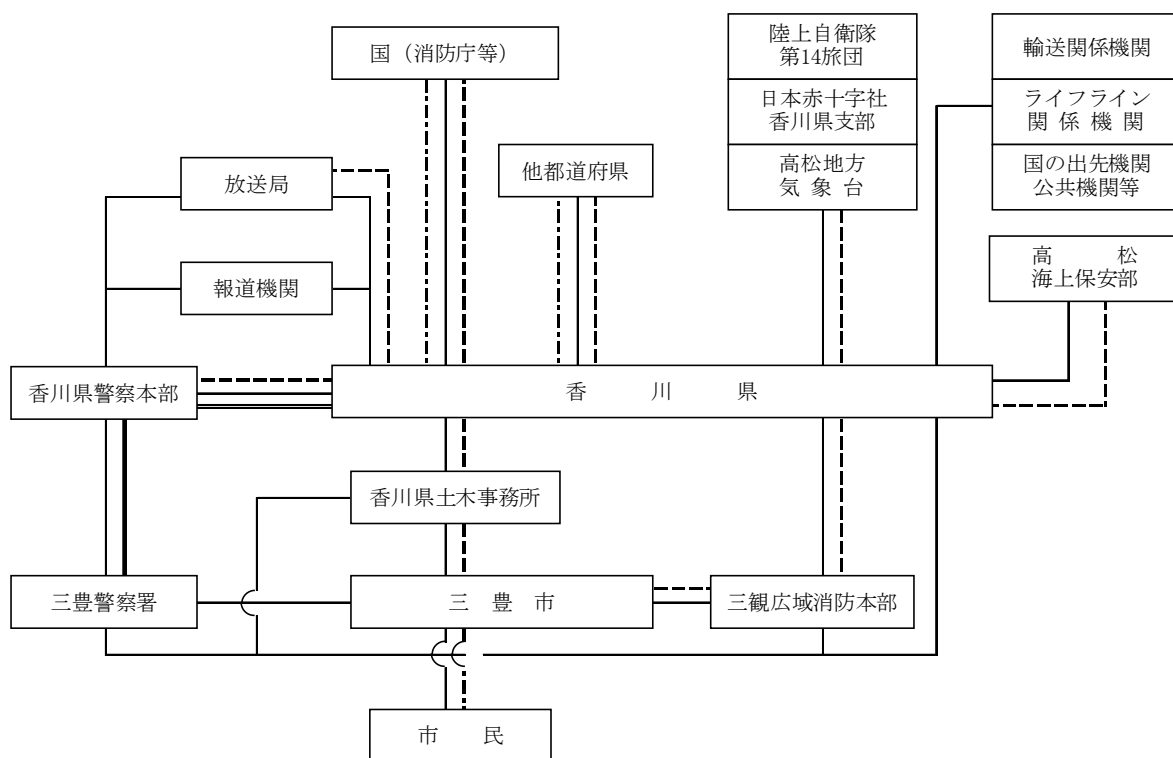 国（消防庁等）
陸上自衛隊
第14旅団
日本赤十字社
香川県支部
高松地方
気象台
輸送関係機関
ライフライン
関係機関
国の出先機関
公共機関等
他都道府県
放送局
報道機関
高松
海上保安部
香川県警察本部
香川県
香川県土木事務所
三豊警察署
三豊市
三観広域消防本部
市民